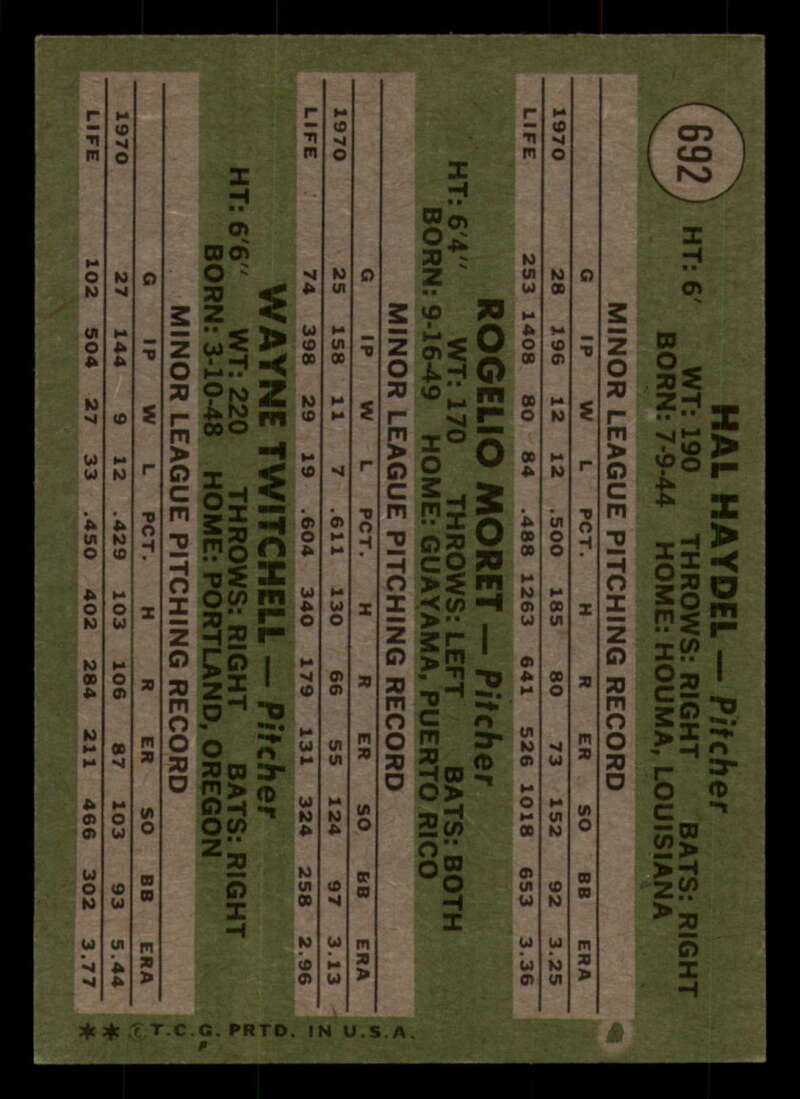 692
HAL HAYDEL — Pitcher
HT: 6' WT: 190 THROWS: RIGHT BATS: RIGHT
BORN: 7-9-44 HOME: HOUMA, LOUISIANA
MINOR LEAGUE PITCHING RECORD
G IP W L PCT. H R ER SO BB ERA
1970 28 196 12 12 .500 185 80 73 152 92 3.25
LIFE 253 1408 80 84 .488 1263 641 526 1018 653 3.36
ROGELIO MORET — Pitcher
HT: 6'4" WT: 170 THROWS: LEFT BATS: BOTH
BORN: 9-16-49 HOME: GUAYAMA, PUERTO RICO
MINOR LEAGUE PITCHING RECORD
G IP W L PCT. H R ER SO BB ERA
1970 25 158 11 7 .611 130 66 55 124 97 3.13
LIFE 74 398 29 19 .604 340 179 131 324 258 2.96
WAYNE TWITCHELL — Pitcher
HT: 6'6" WT: 220 THROWS: RIGHT BATS: RIGHT
BORN: 3-10-48 HOME: PORTLAND, OREGON
MINOR LEAGUE PITCHING RECORD
G IP W L PCT. H R ER SO BB ERA
1970 27 144 9 12 .429 103 106 87 103 93 5.44
LIFE 102 504 27 33 .450 402 284 211 466 302 3.77
** © T.C.G. PRTD. IN U.S.A.